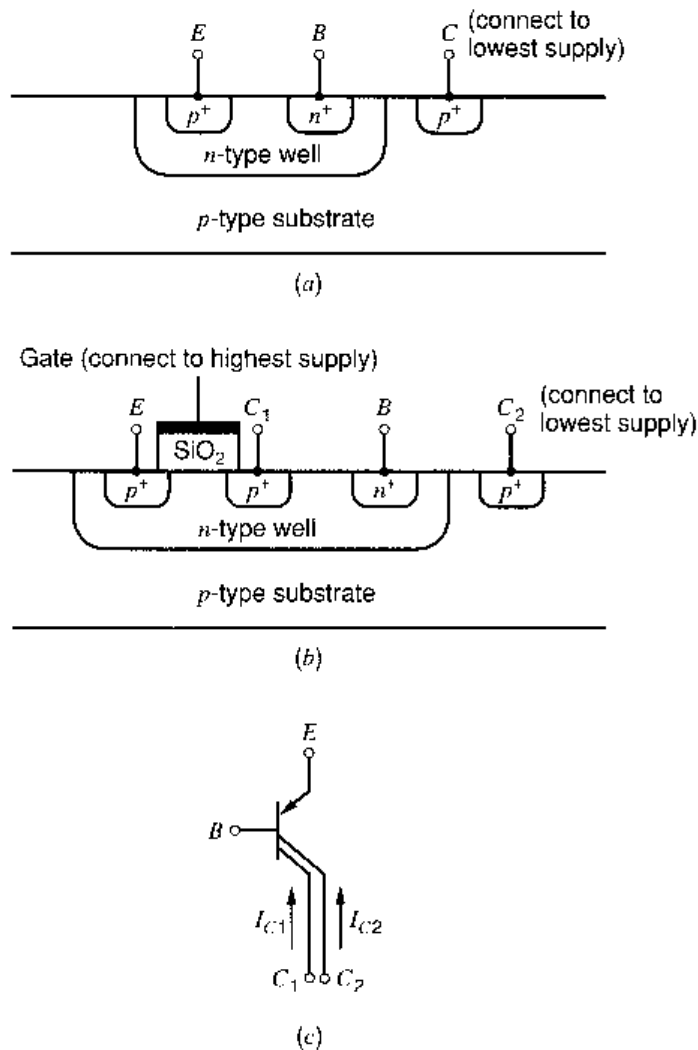 E B C (connect to
lowest supply)
p+ n+ p+
n-type well
p-type substrate
(a)
Gate (connect to highest supply)
E C1 B C2 (connect to
lowest supply)
SiO2
p+ p+ n+ p+
n-type well
p-type substrate
(b)
E
B
IC1 IC2
C1 C2
(c)